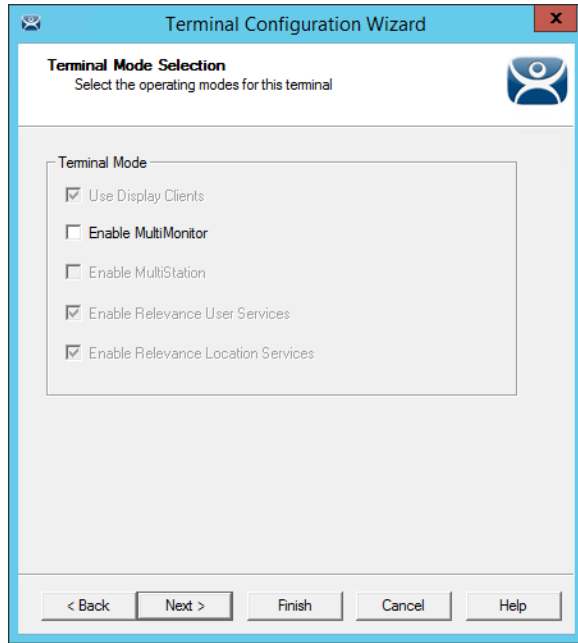 Terminal Configuration Wizard
x
Terminal Mode Selection
Select the operating modes for this terminal
Terminal Mode
Use Display Clients
Enable MultiMonitor
Enable MultiStation
Enable Relevance User Services
Enable Relevance Location Services
< Back Next > Finish Cancel Help